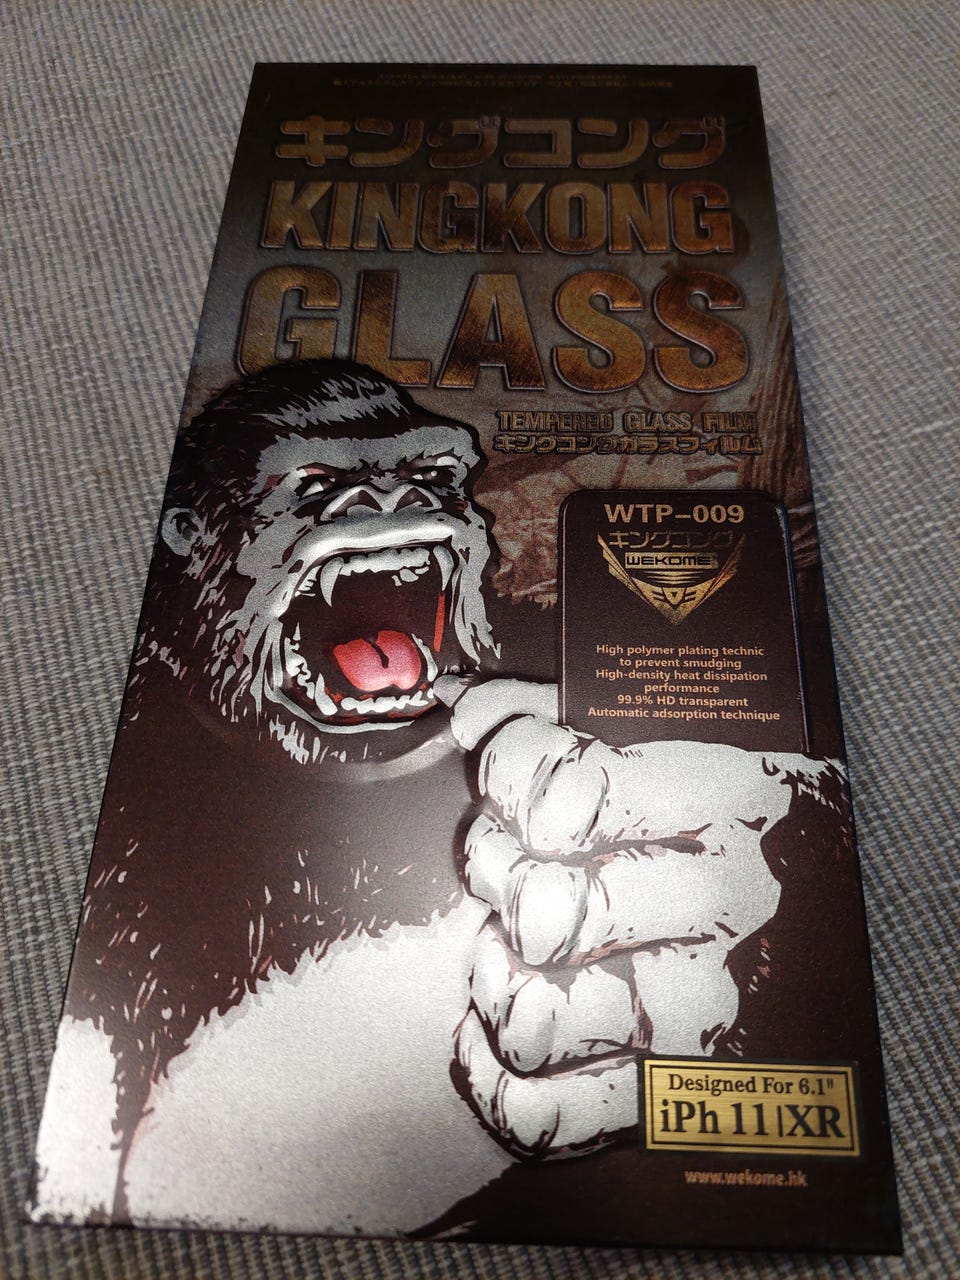 キングコング
KINGKONG
GLASS
TEMPERED GLASS FILM
キングコングガラスフィルム
WTP-009
キングコング
WEKOME
High polymer plating technic
to prevent smudging
High-density heat dissipation
performance
99.9% HD transparent
Automatic adsorption technique
Designed For 6.1"
iPh 11|XR
www.wekome.hk